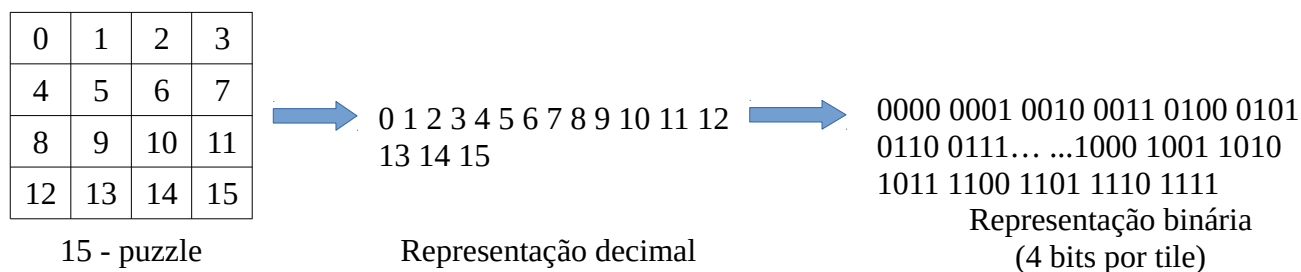 0 1 2 3
4 5 6 7
8 9 10 11
12 13 14 15
15 - puzzle
0 1 2 3 4 5 6 7 8 9 10 11 12
13 14 15
Representação decimal
0000 0001 0010 0011 0100 0101
0110 0111… ...1000 1001 1010
1011 1100 1101 1110 1111
Representação binária
(4 bits por tile)